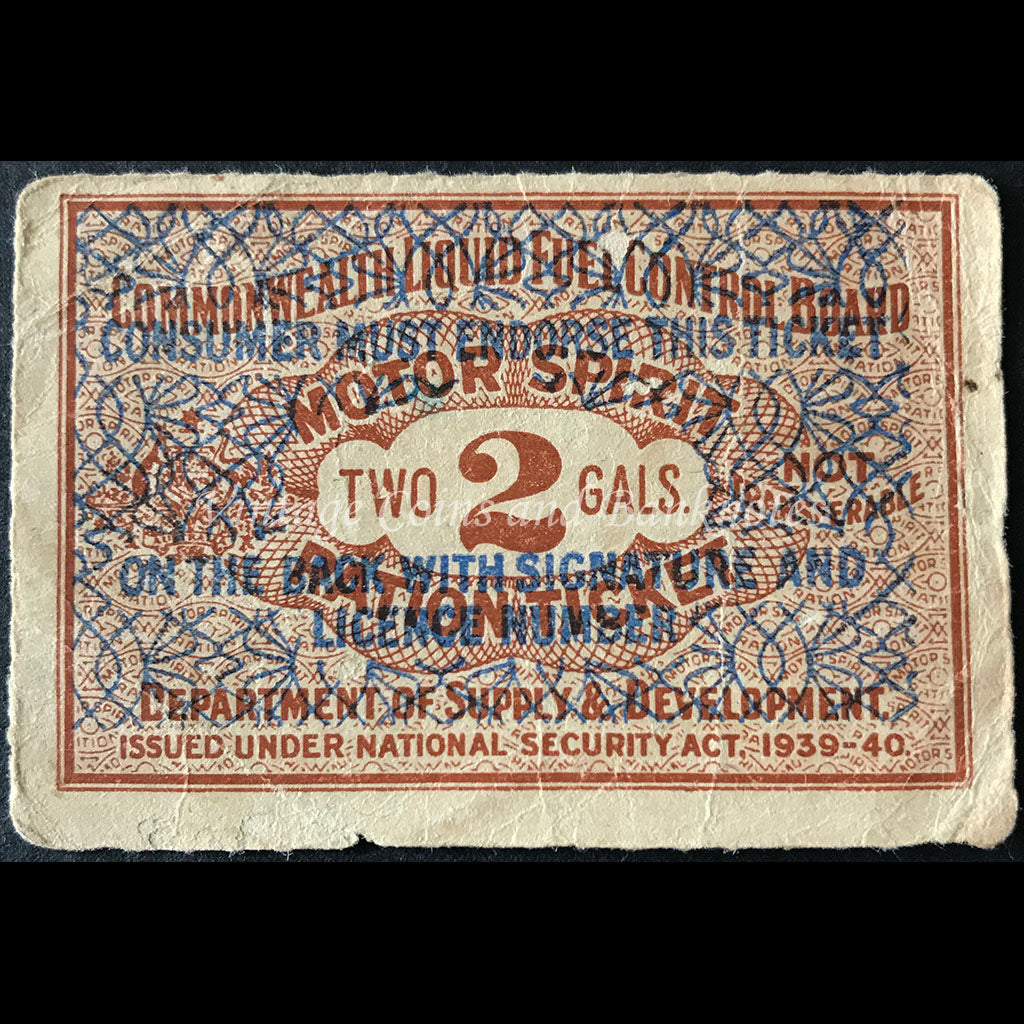 COMMONWEALTH LIQUID FUEL CONTROL BOARD
CONSUMER MUST ENDORSE THIS TICKET
MOTOR SPIRIT
TWO 2 GALS.
NOT
TRANSFERABLE
ON THE BACK WITH SIGNATURE AND
RATION TICKET
LICENCE NUMBER
DEPARTMENT OF SUPPLY & DEVELOPMENT.
ISSUED UNDER NATIONAL SECURITY ACT, 1939-40.
Coins and